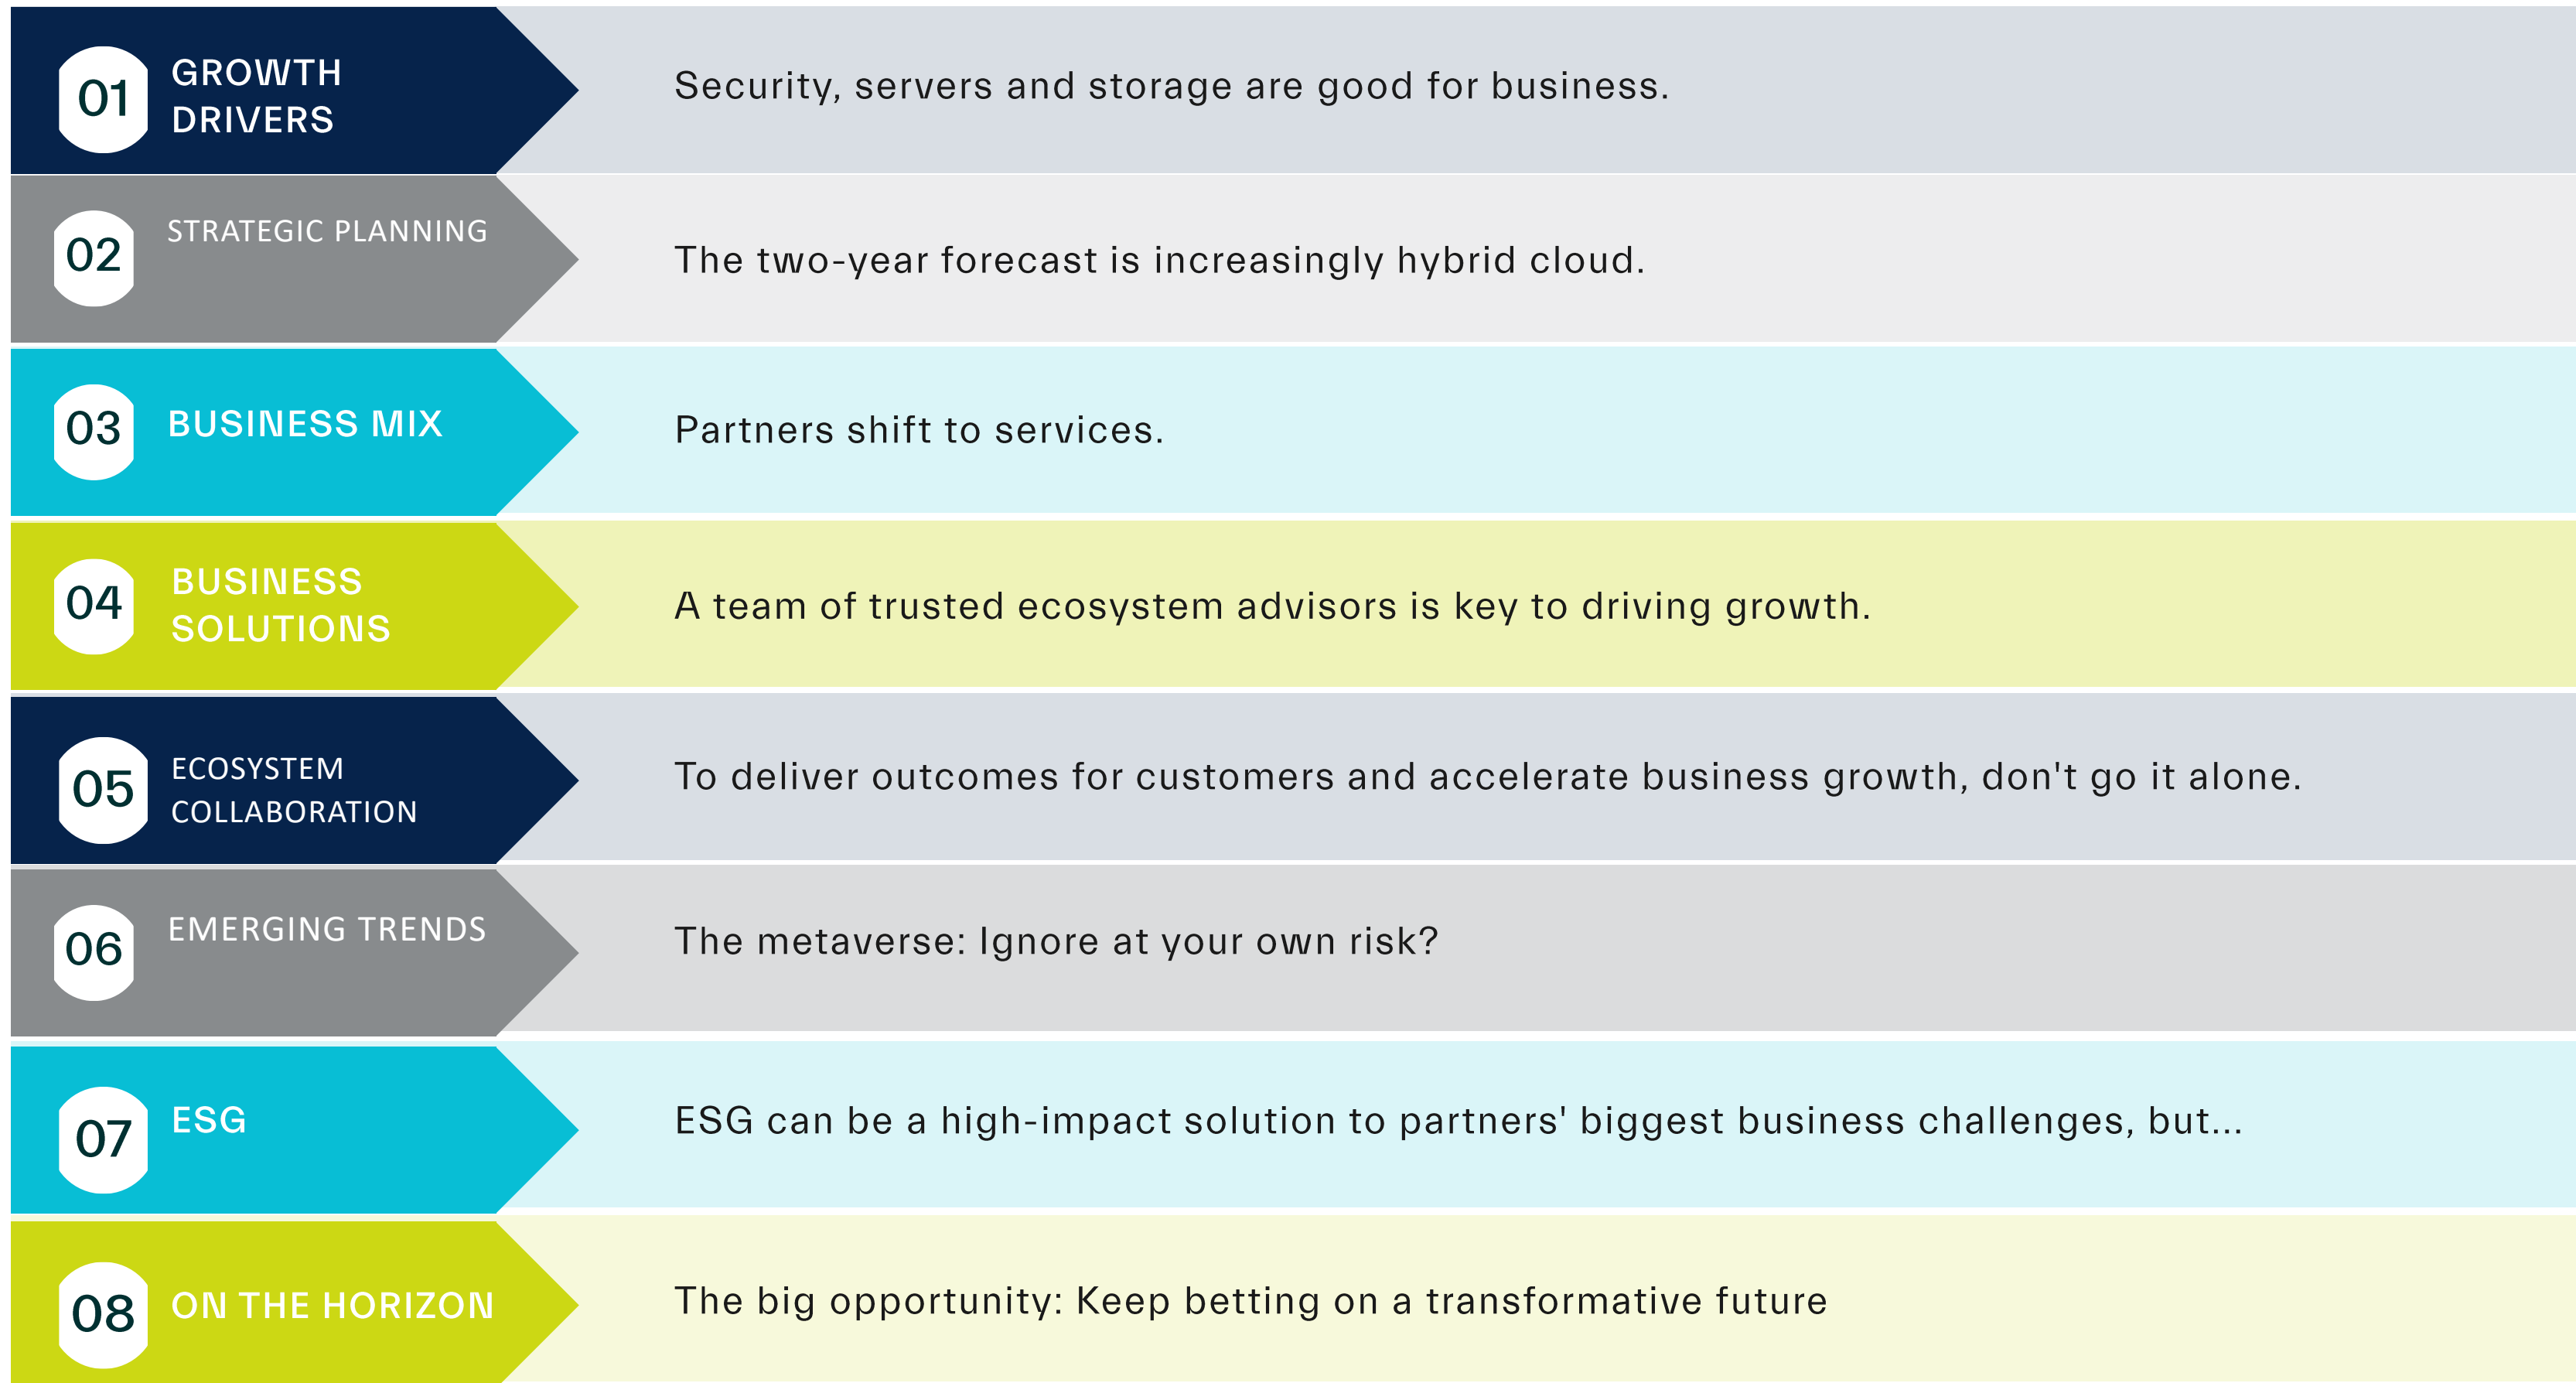 01
GROWTH
DRIVERS
Security, servers and storage are good for business.
02
STRATEGIC PLANNING
The two-year forecast is increasingly hybrid cloud.
03
BUSINESS MIX
Partners shift to services.
04
BUSINESS
SOLUTIONS
A team of trusted ecosystem advisors is key to driving growth.
05
ECOSYSTEM
COLLABORATION
To deliver outcomes for customers and accelerate business growth, don't go it alone.
06
EMERGING TRENDS
The metaverse: Ignore at your own risk?
07
ESG
ESG can be a high-impact solution to partners' biggest business challenges, but...
08
ON THE HORIZON
The big opportunity: Keep betting on a transformative future